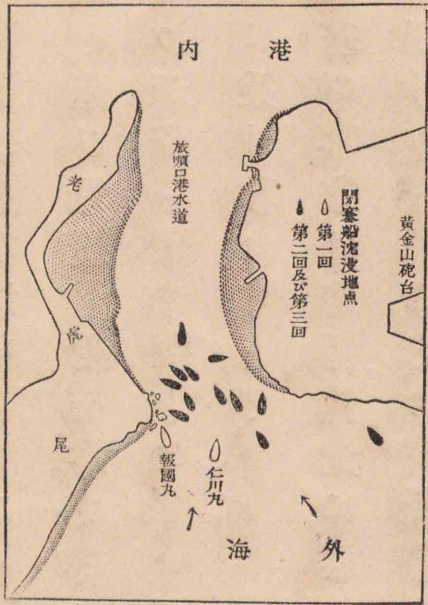 港内
黄金山砲台
閉塞船沈没地点
第一回
第二回及び第三回
旅順口港水道
老虎尾
仁川丸
報國丸
外海